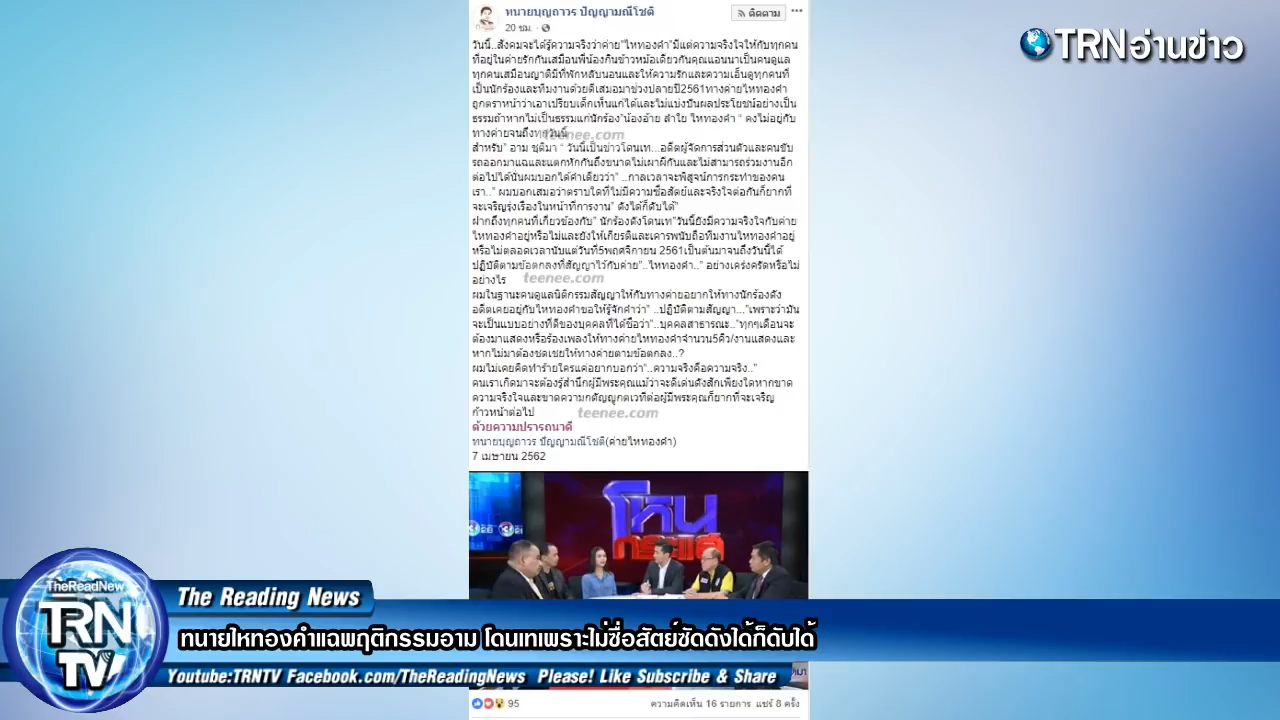 ทนายบุญถาวร ปัญญามณีโชติ
ติดตาม
20 ชม.
TRNอ่านข่าว
วันนี้..สังคมจะได้รู้ความจริงว่าค่าย"ไหทองคำ"มีแต่ความจริงใจให้กับทุกคน
ที่อยู่ในค่ายรักกันเสมือนพี่น้องกินข้าวหม้อเดียวกันคุณแอนนาเป็นคนดูแล
ทุกคนเสมือนญาติมีที่พักหลับนอนและให้ความรักและความเอ็นดูทุกคนที่
เป็นนักร้องและทีมงานด้วยดีเสมอมาช่วงปลายปี2561ทางค่ายไหทองคำ
ถูกตราหน้าว่าเอาเปรียบเด็กเห็นแก่ได้และไม่แบ่งปันผลประโยชน์อย่างเป็น
ธรรมถ้าหากไม่เป็นธรรมแก่นักร้อง"น้องอ้าย ลำไย ไหทองคำ " คงไม่อยู่กับ
ทางค่ายจนถึงทุกวันนี้
teenee.com
สำหรับ" อาม ชุติมา " วันนี้เป็นข่าวโดนเท...อดีตผู้จัดการส่วนตัวและคนขับ
รถออกมาแฉและแตกหักกันถึงขนาดไม่เผาผีกันและไม่สามารถร่วมงานอีก
ต่อไปได้นั่นผมบอกได้คำเดียวว่า" ..กาลเวลาจะพิสูจน์การกระทำของคน
เรา.." ผมบอกเสมอว่าตราบใดที่ไม่มีความซื่อสัตย์และจริงใจต่อกันก็ยากที่
จะเจริญรุ่งเรืองในหน้าที่การงาน" ดังได้ก็ดับได้"
ฝากถึงทุกคนที่เกี่ยวข้องกับ" นักร้องดังโดนเท"วันนี้ยังมีความจริงใจกับค่าย
ไหทองคำอยู่หรือไม่และยังให้เกียรติและเคารพนับถือทีมงานไหทองคำอยู่
หรือไม่ตลอดเวลานับแต่วันที่5พฤศจิกายน 2561เป็นต้นมาจนถึงวันนี้ได้
ปฏิบัติตามข้อตกลงที่สัญญาไว้กับค่าย"..ไหทองคำ.." อย่างเคร่งครัดหรือไม่
อย่างไร
teenee.com
ผมในฐานะคนดูแลนิติกรรมสัญญาให้กับทางค่ายอยากให้ทางนักร้องดัง
อดีตเคยอยู่กับไหทองคำขอให้รู้จักคำว่า" ..ปฏิบัติตามสัญญา..."เพราะว่ามัน
จะเป็นแบบอย่างที่ดีของบุคคลที่ได้ชื่อว่า"..บุคคลสาธารณะ.."ทุกๆเดือนจะ
ต้องมาแสดงหรือร้องเพลงให้ทางค่ายไหทองคำจำนวน5คิว/งานแสดงและ
หากไม่มาต้องชดเชยให้ทางค่ายตามข้อตกลง..?
ผมไม่เคยคิดทำร้ายใครแค่อยากบอกว่า"..ความจริงคือความจริง.."
คนเราเกิดมาจะต้องรู้สำนึกผู้มีพระคุณแม้ว่าจะดีเด่นดังสักเพียงใดหากขาด
ความจริงใจและขาดความกตัญญูกตเวทีต่อผู้มีพระคุณก็ยากที่จะเจริญ
ก้าวหน้าต่อไป
teenee.com
ด้วยความปรารถนาดี
ทนายบุญถาวร ปัญญามณีโชติ(ค่ายไหทองคำ)
7 เมษายน 2562
โหน
กระแส
TheReadNew
TRN
TV
The Reading News
ทนายไหทองคำแฉพฤติกรรมอาม โดนเทเพราะไม่ซื่อสัตย์ซัดดังได้ก็ดับได้
Youtube:TRNTV Facebook.com/TheReadingNews Please! Like Subscribe & Share
95
ความคิดเห็น 16 รายการ แชร์ 8 ครั้ง